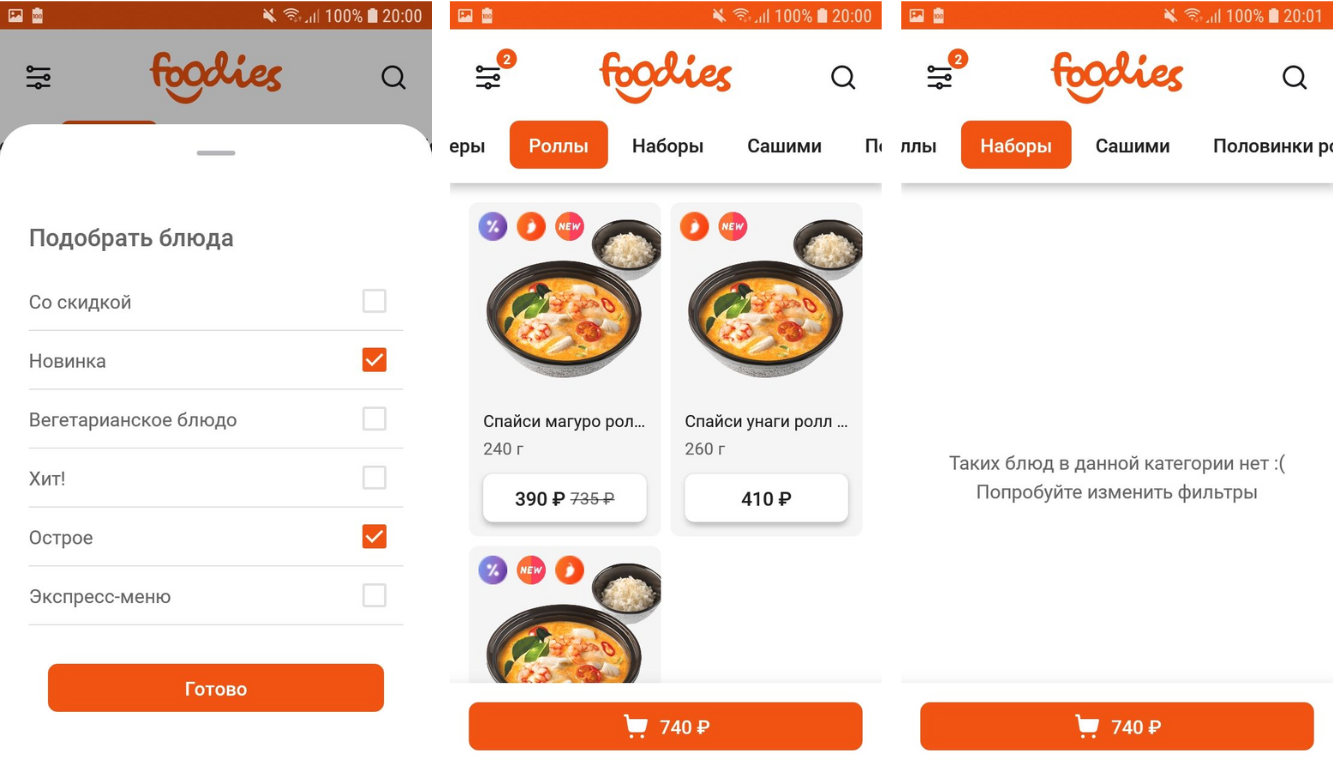 100% 20:00
foodies
Подобрать блюда
Со скидкой
Новинка
Вегетарианское блюдо
Хит!
Острое
Экспресс-меню
Готово
100% 20:00
2
foodies
еры Роллы Наборы Сашими По
% NEW
NEW
Спайси магуро рол...
240 г
390 ₽ 735 ₽
Спайси унаги ролл ...
260 г
410 ₽
% NEW
740 ₽
100% 20:01
2
foodies
ллы Наборы Сашими Половинки ро
Таких блюд в данной категории нет :(
Попробуйте изменить фильтры
740 ₽